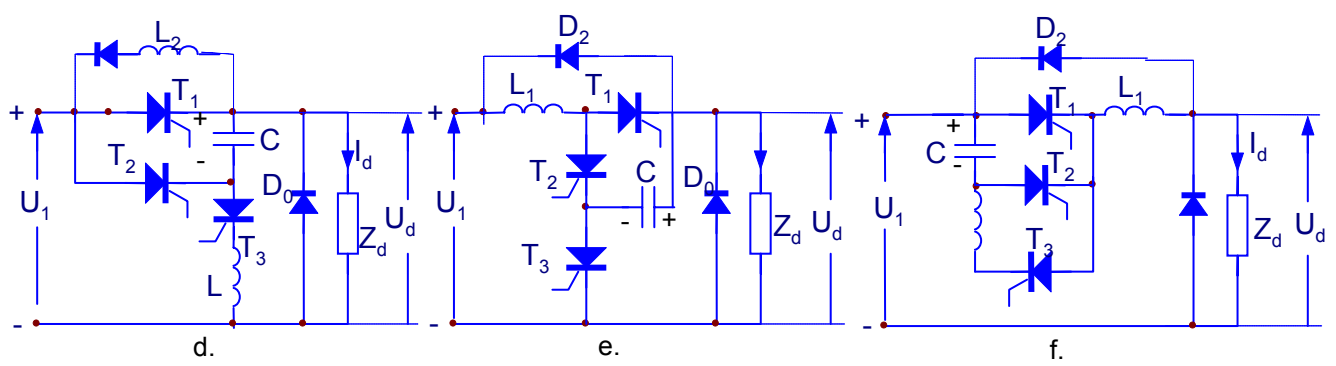 L2
+
T1
+
C
-
T2
Id
D0
U1
Zd
Ud
T3
L
-
d.
D2
L1
T1
+
T2
C
D0
-
+
U1
Zd
Ud
T3
-
e.
D2
T1
L1
+
+
C
-
T2
Id
U1
Zd
Ud
T3
-
f.